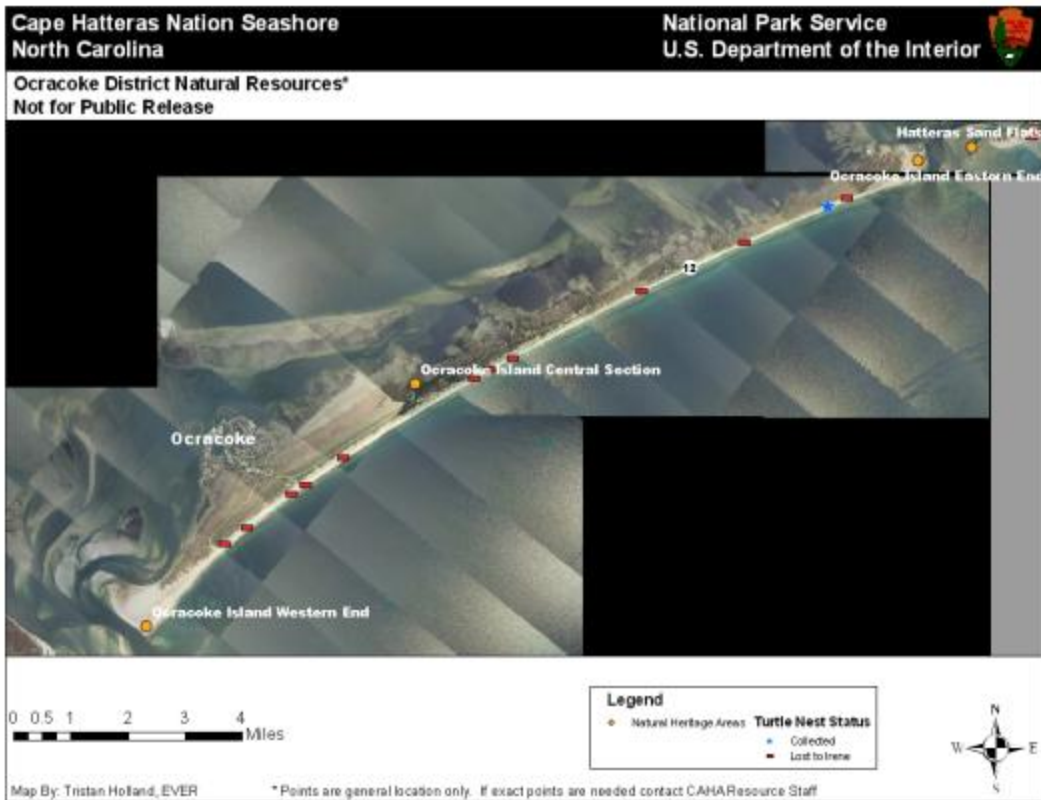 Cape Hatteras Nation Seashore
North Carolina
National Park Service
U.S. Department of the Interior
Ocracoke District Natural Resources*
Not for Public Release
Hatteras Sand Flats
Ocracoke Island Eastern End
12
Ocracoke Island Central Section
Ocracoke
Ocracoke Island Western End
0 0.5 1 2 3 4
Miles
Legend
Natural Heritage Areas Turtle Nest Status
Collected
Lost to Irene
N
W E
S
Map By: Tristan Holland, EVER
* Points are general location only. If exact points are needed contact CAHA Resource Staff